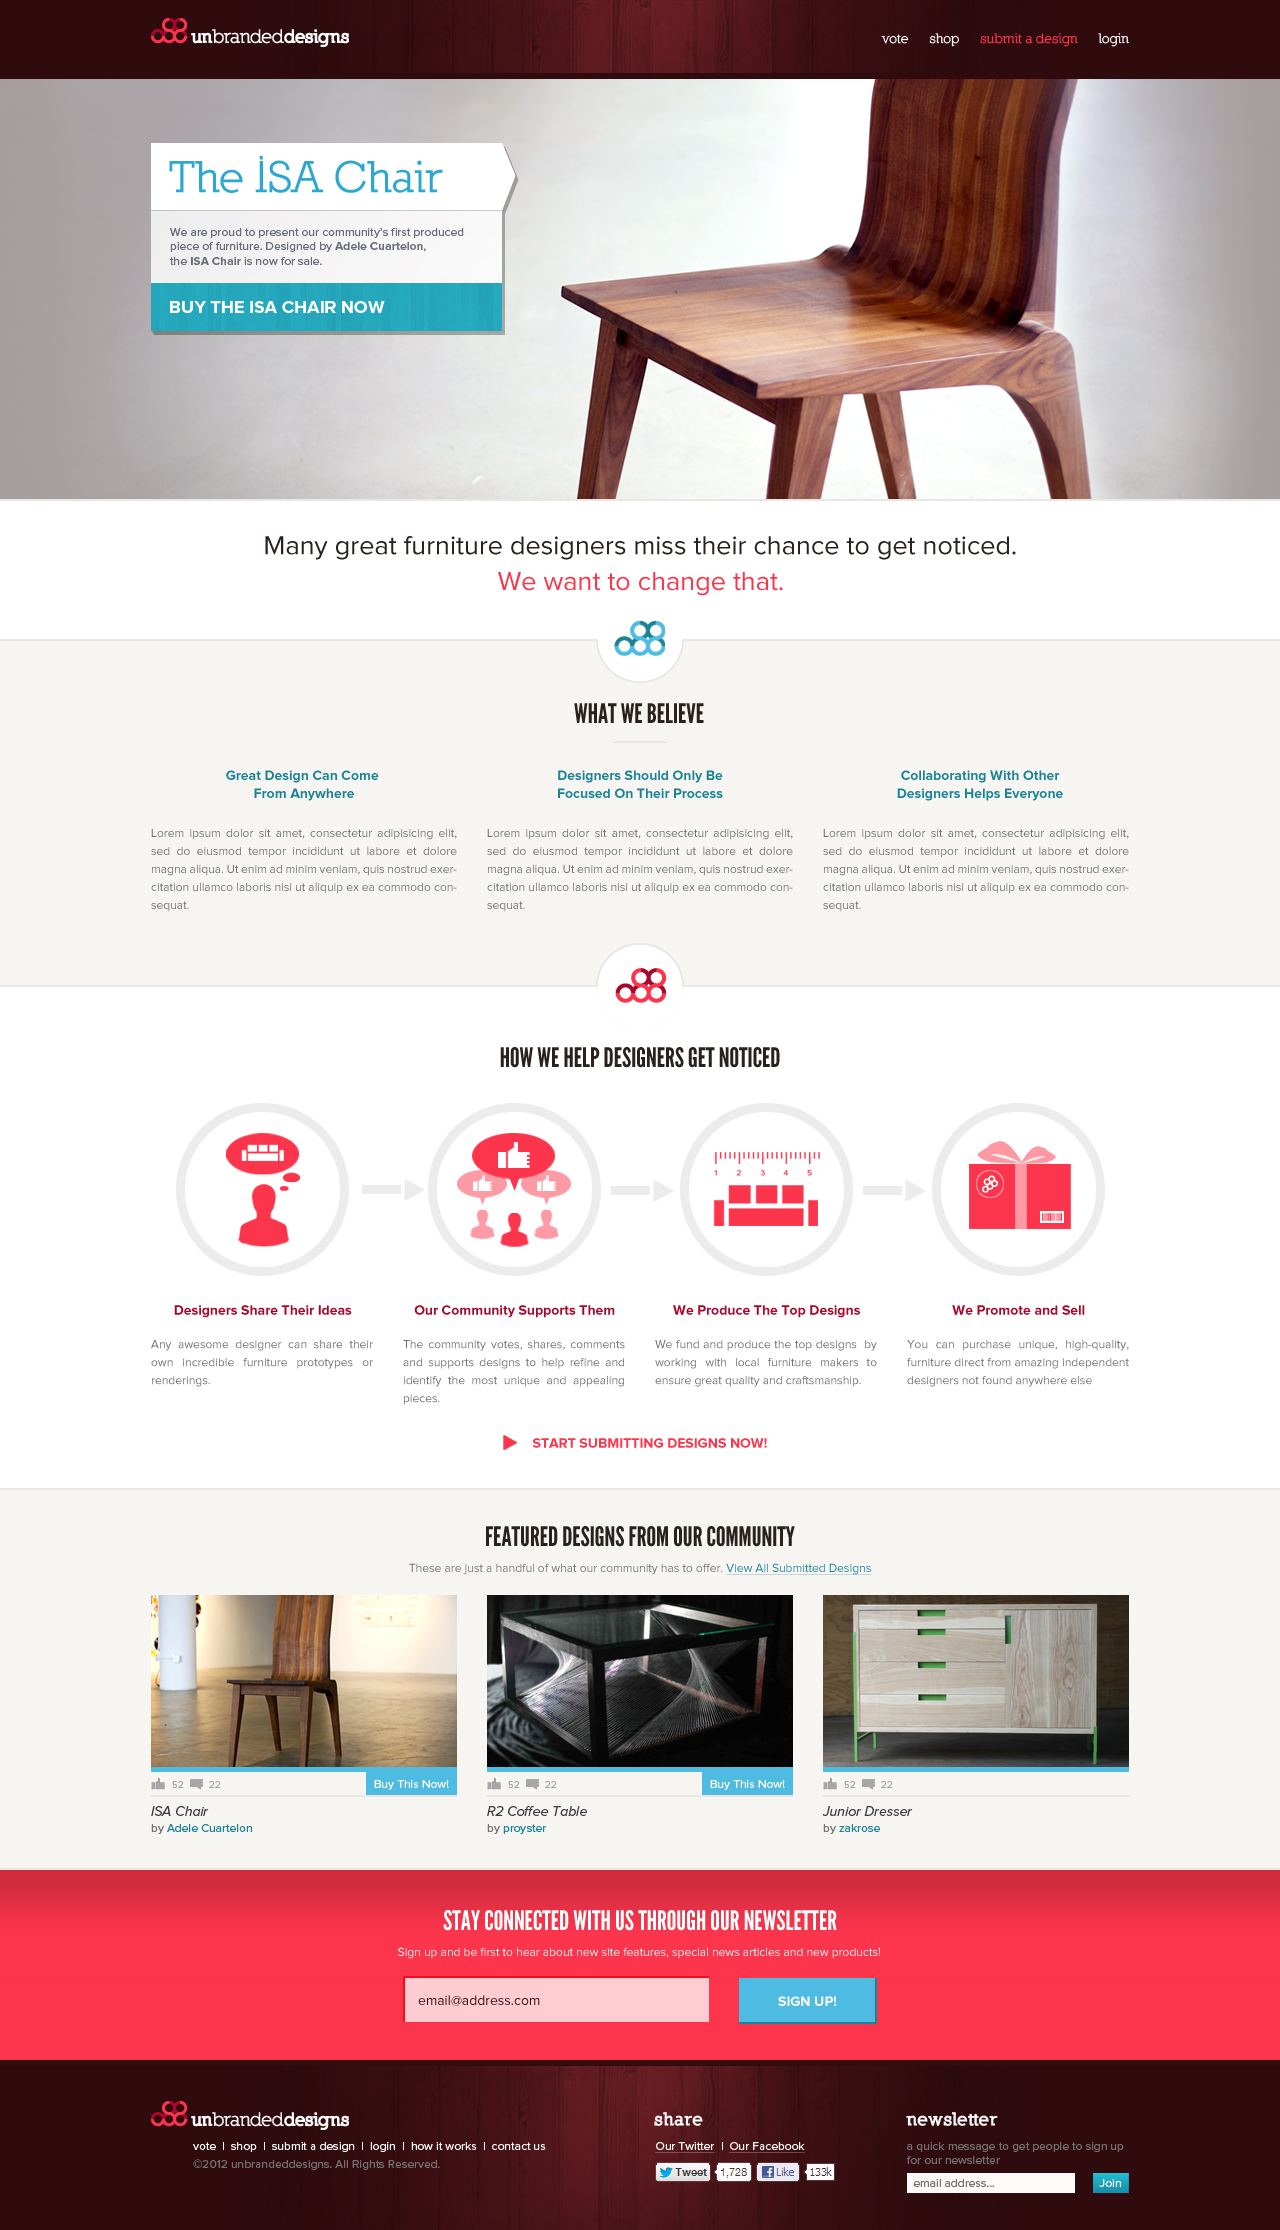 unbrandeddesigns
vote shop submit a design login
The ISA Chair
We are proud to present our community's first produced
piece of furniture. Designed by Adele Cuartelon,
the ISA Chair is now for sale.
BUY THE ISA CHAIR NOW
Many great furniture designers miss their chance to get noticed.
We want to change that.
WHAT WE BELIEVE
Great Design Can Come
From Anywhere
Lorem ipsum dolor sit amet, consectetur adipisicing elit,
sed do eiusmod tempor incididunt ut labore et dolore
magna aliqua. Ut enim ad minim veniam, quis nostrud exer-
citation ullamco laboris nisi ut aliquip ex ea commodo con-
sequat.
Designers Should Only Be
Focused On Their Process
Lorem ipsum dolor sit amet, consectetur adipisicing elit,
sed do eiusmod tempor incididunt ut labore et dolore
magna aliqua. Ut enim ad minim veniam, quis nostrud exer-
citation ullamco laboris nisi ut aliquip ex ea commodo con-
sequat.
Collaborating With Other
Designers Helps Everyone
Lorem ipsum dolor sit amet, consectetur adipisicing elit,
sed do eiusmod tempor incididunt ut labore et dolore
magna aliqua. Ut enim ad minim veniam, quis nostrud exer-
citation ullamco laboris nisi ut aliquip ex ea commodo con-
sequat.
HOW WE HELP DESIGNERS GET NOTICED
1 2 3 4 5
Designers Share Their Ideas
Any awesome designer can share their
own incredible furniture prototypes or
renderings.
Our Community Supports Them
The community votes, shares, comments
and supports designs to help refine and
identify the most unique and appealing
pieces.
We Produce The Top Designs
We fund and produce the top designs by
working with local furniture makers to
ensure great quality and craftsmanship.
We Promote and Sell
You can purchase unique, high-quality,
furniture direct from amazing independent
designers not found anywhere else
START SUBMITTING DESIGNS NOW!
FEATURED DESIGNS FROM OUR COMMUNITY
These are just a handful of what our community has to offer. View All Submitted Designs
52 22 Buy This Now!
ISA Chair
by Adele Cuartelon
52 22 Buy This Now!
R2 Coffee Table
by proyster
52 22
Junior Dresser
by zakrose
STAY CONNECTED WITH US THROUGH OUR NEWSLETTER
Sign up and be first to hear about new site features, special news articles and new products!
email@address.com
SIGN UP!
unbrandeddesigns
vote | shop | submit a design | login | how it works | contact us
©2012 unbrandeddesigns. All Rights Reserved.
share
Our Twitter | Our Facebook
Tweet 1,728 Like 133k
newsletter
a quick message to get people to sign up
for our newsletter
email address... Join